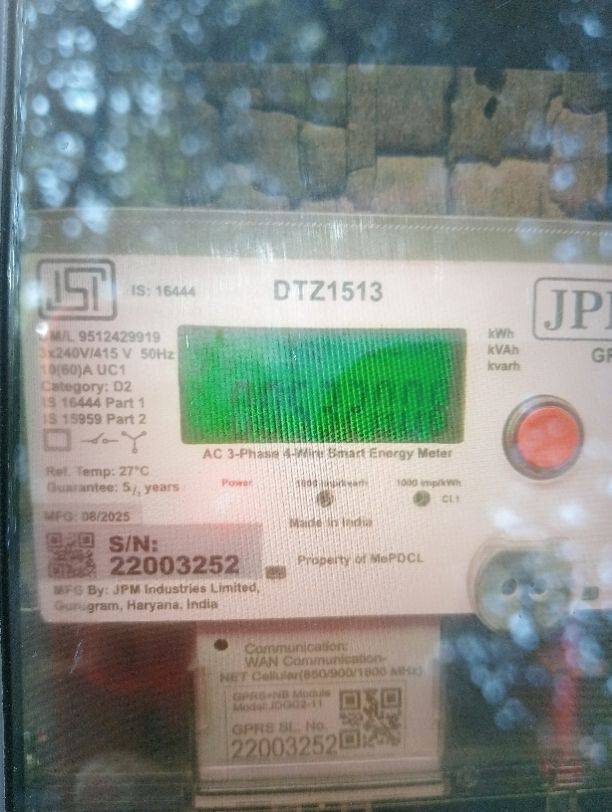 IS: 16444
DTZ1513
JP
CM/L 9512429919
3x240V/415 V 50Hz
10(60)A UC1
Category: D2
IS 16444 Part 1
IS 15959 Part 2
kWh
kVAh
kvarh
AC 3-Phase 4-Wire Smart Energy Meter
Ref. Temp: 27°C
Guarantee: 5 years
Power
1000 imp/kvarh
1000 imp/kWh
Cl.1
MFG: 08/2025
Made in India
S/N:
22003252
Property of MePDCL
MFG By: JPM Industries Limited,
Gurugram, Haryana, India
Communication:
WAN Communication-
NET Cellular(850/900/1800 MHz)
GPRS+NB Module
GPRS SL. No.
22003252